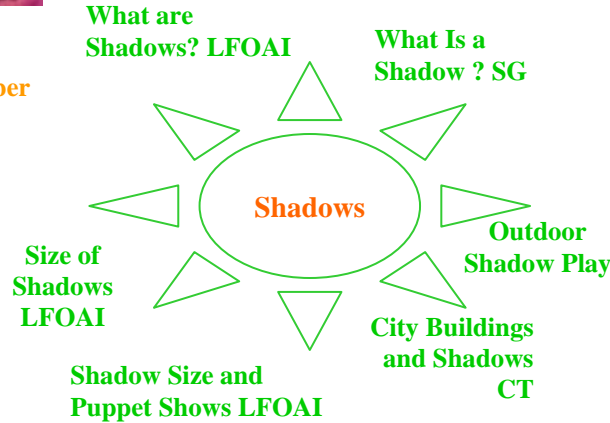 What are
Shadows? LFOAI
What Is a
Shadow ? SG
Shadows
Outdoor
Shadow Play
Size of
Shadows
LFOAI
City Buildings
and Shadows
CT
Shadow Size and
Puppet Shows LFOAI